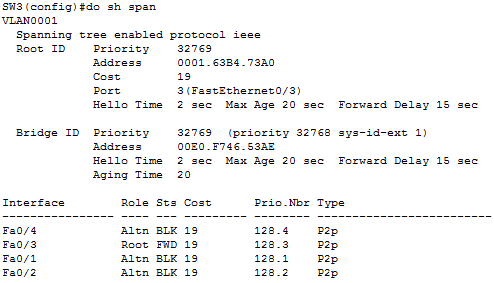 SW3(config)#do sh span
VLAN0001
  Spanning tree enabled protocol ieee
  Root ID    Priority    32769
             Address     0001.63B4.73A0
             Cost        19
             Port        3(FastEthernet0/3)
             Hello Time  2 sec  Max Age 20 sec  Forward Delay 15 sec

  Bridge ID  Priority    32769  (priority 32768 sys-id-ext 1)
             Address     00E0.F746.53AE
             Hello Time  2 sec  Max Age 20 sec  Forward Delay 15 sec
             Aging Time  20

Interface        Role Sts Cost      Prio.Nbr Type
---------------- ---- --- --------- -------- --------------------------------
Fa0/4            Altn BLK 19        128.4    P2p
Fa0/3            Root FWD 19        128.3    P2p
Fa0/1            Altn BLK 19        128.1    P2p
Fa0/2            Altn BLK 19        128.2    P2p